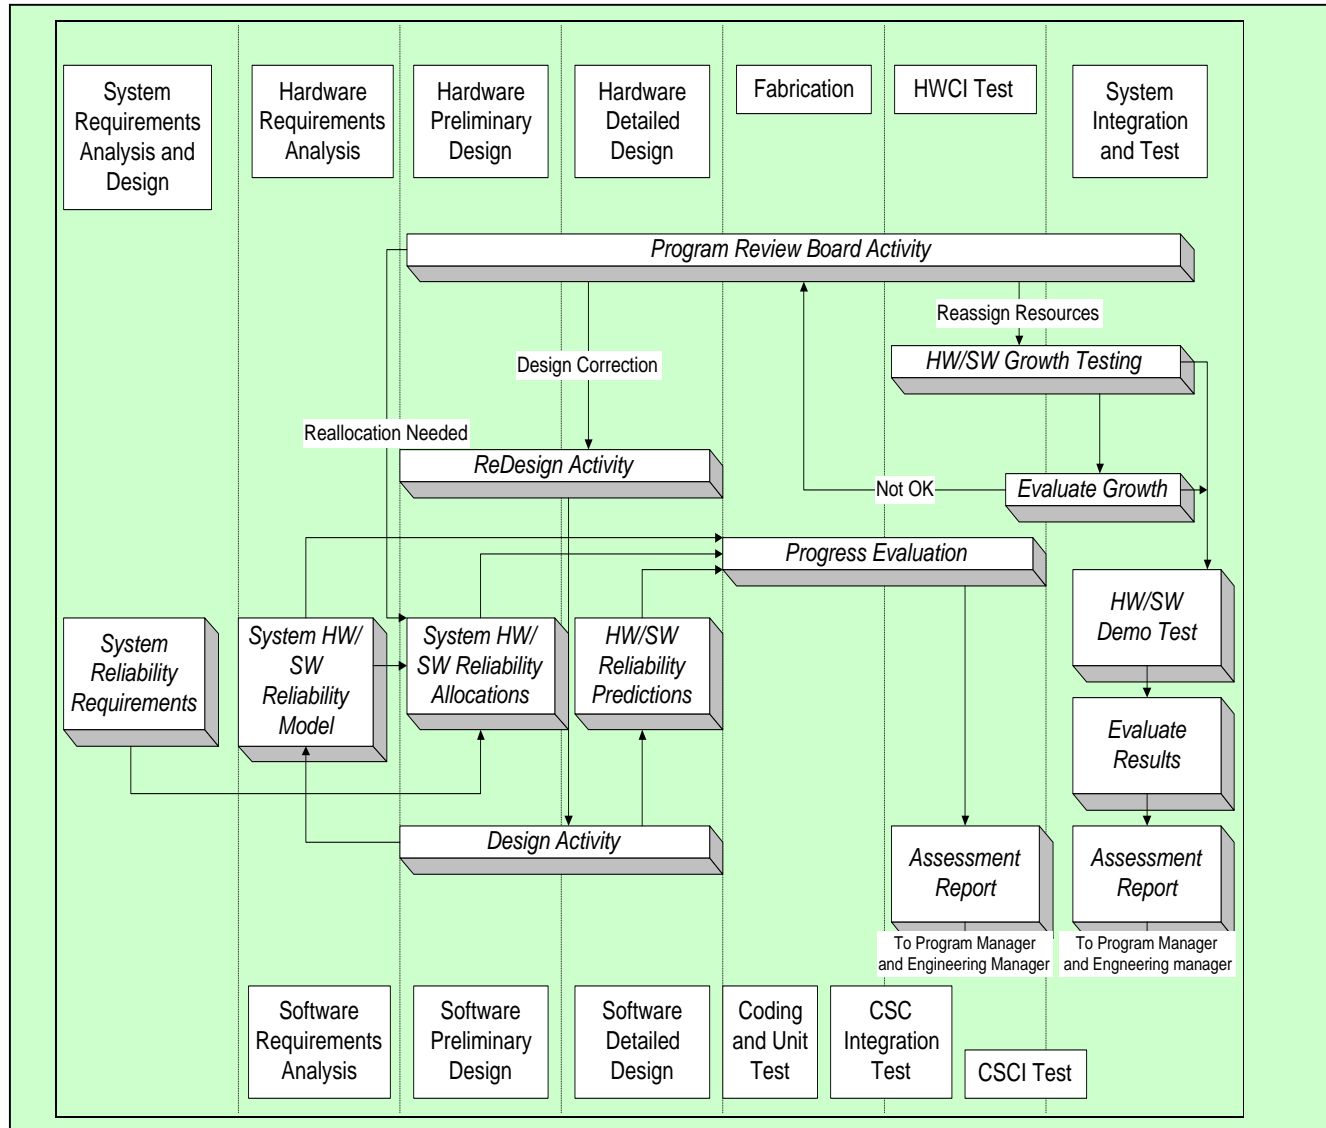 System
Requirements
Analysis and
Design
Hardware
Requirements
Analysis
Hardware
Preliminary
Design
Hardware
Detailed
Design
Fabrication
HWCI Test
System
Integration
and Test
Program Review Board Activity
Reassign Resources
HW/SW Growth Testing
Design Correction
Reallocation Needed
ReDesign Activity
Not OK
Evaluate Growth
Progress Evaluation
System
Reliability
Requirements
System HW/
SW
Reliability
Model
System HW/
SW Reliability
Allocations
HW/SW
Reliability
Predictions
HW/SW
Demo Test
Evaluate
Results
Design Activity
Assessment
Report
Assessment
Report
To Program Manager
and Engineering Manager
To Program Manager
and Engneering manager
Software
Requirements
Analysis
Software
Preliminary
Design
Software
Detailed
Design
Coding
and Unit
Test
CSC
Integration
Test
CSCI Test